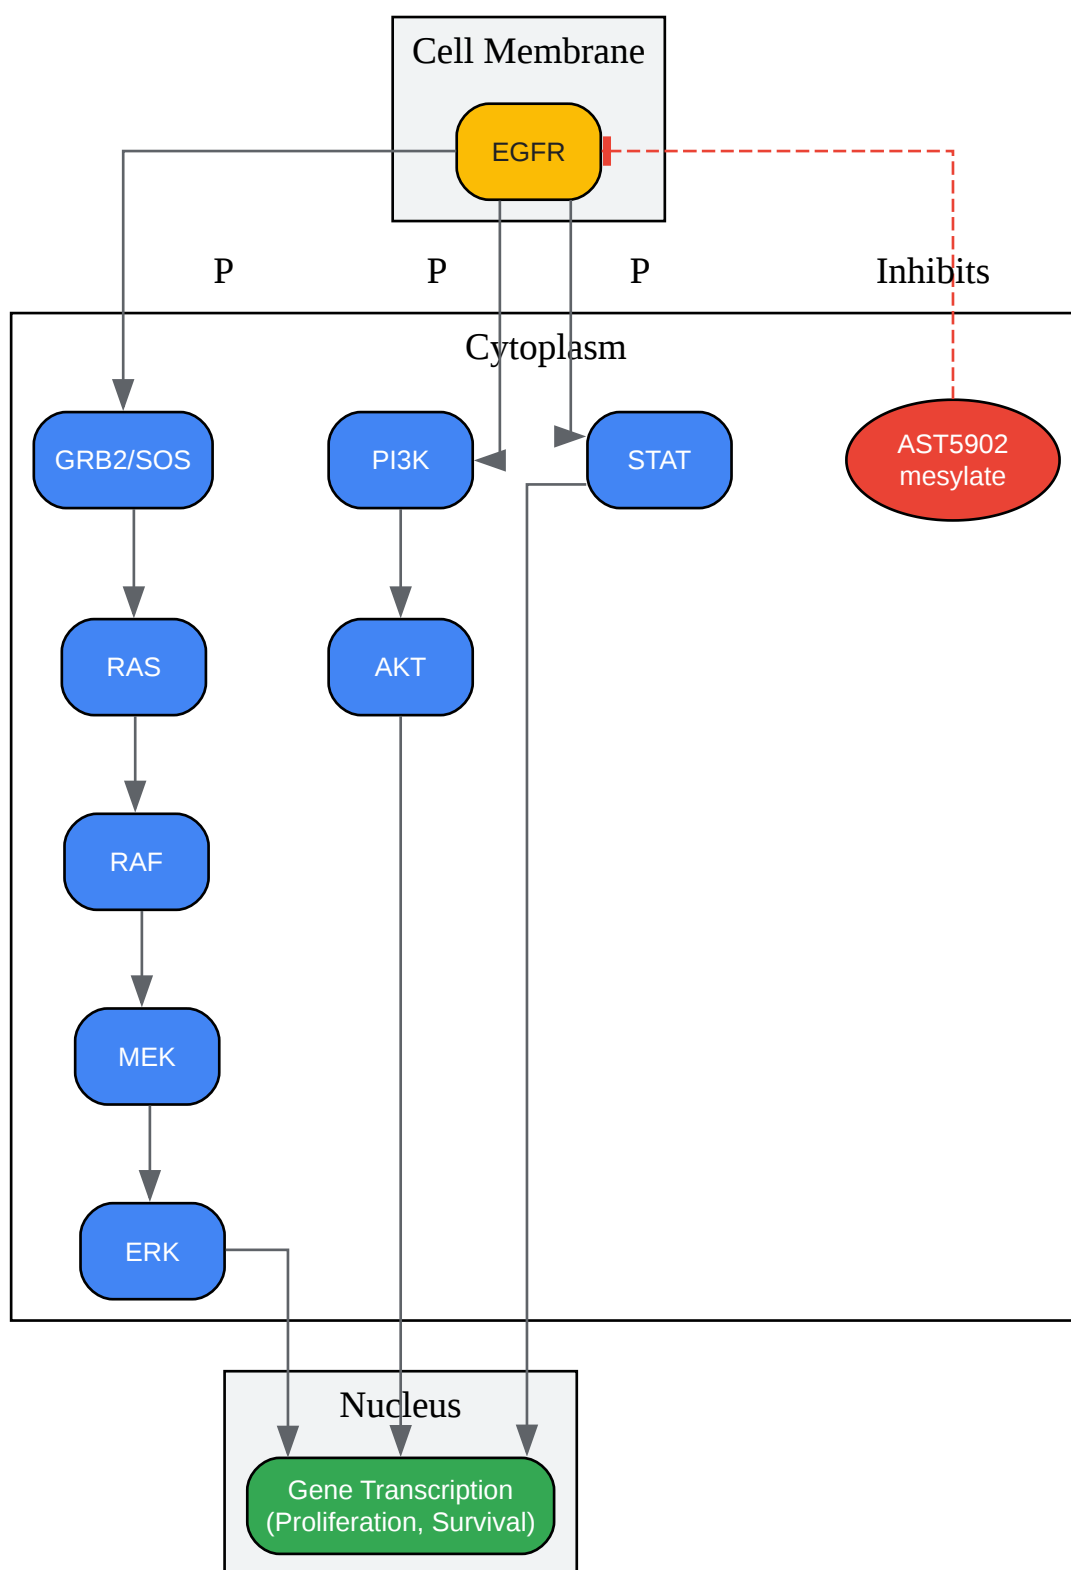 Cell Membrane
EGFR
P
P
P
Inhibits
Cytoplasm
GRB2/SOS
PI3K
STAT
AST5902
mesylate
RAS
AKT
RAF
MEK
ERK
Nucleus
Gene Transcription
(Proliferation, Survival)